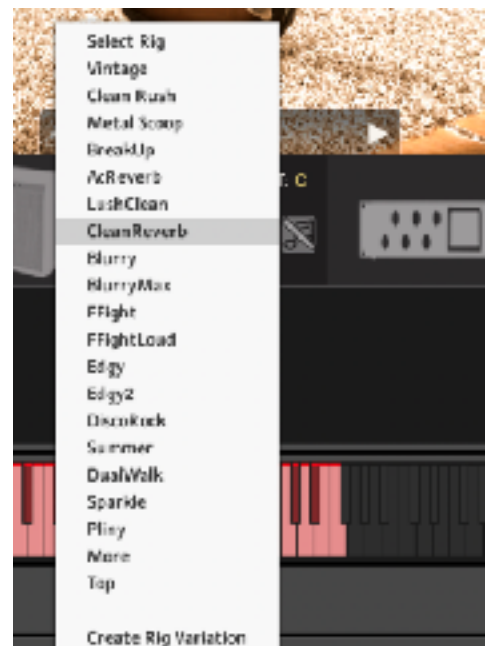 Select Rig
Vintage
Clean Rush
Metal Scoop
BreakUp
AcReverb
LushClean
CleanReverb
Blurry
BlurryMax
FFight
FFightLoud
Edgy
Edgy2
DiscoRock
Summer
DualWalk
Sparkle
Pliny
More
Top
Create Rig Variation